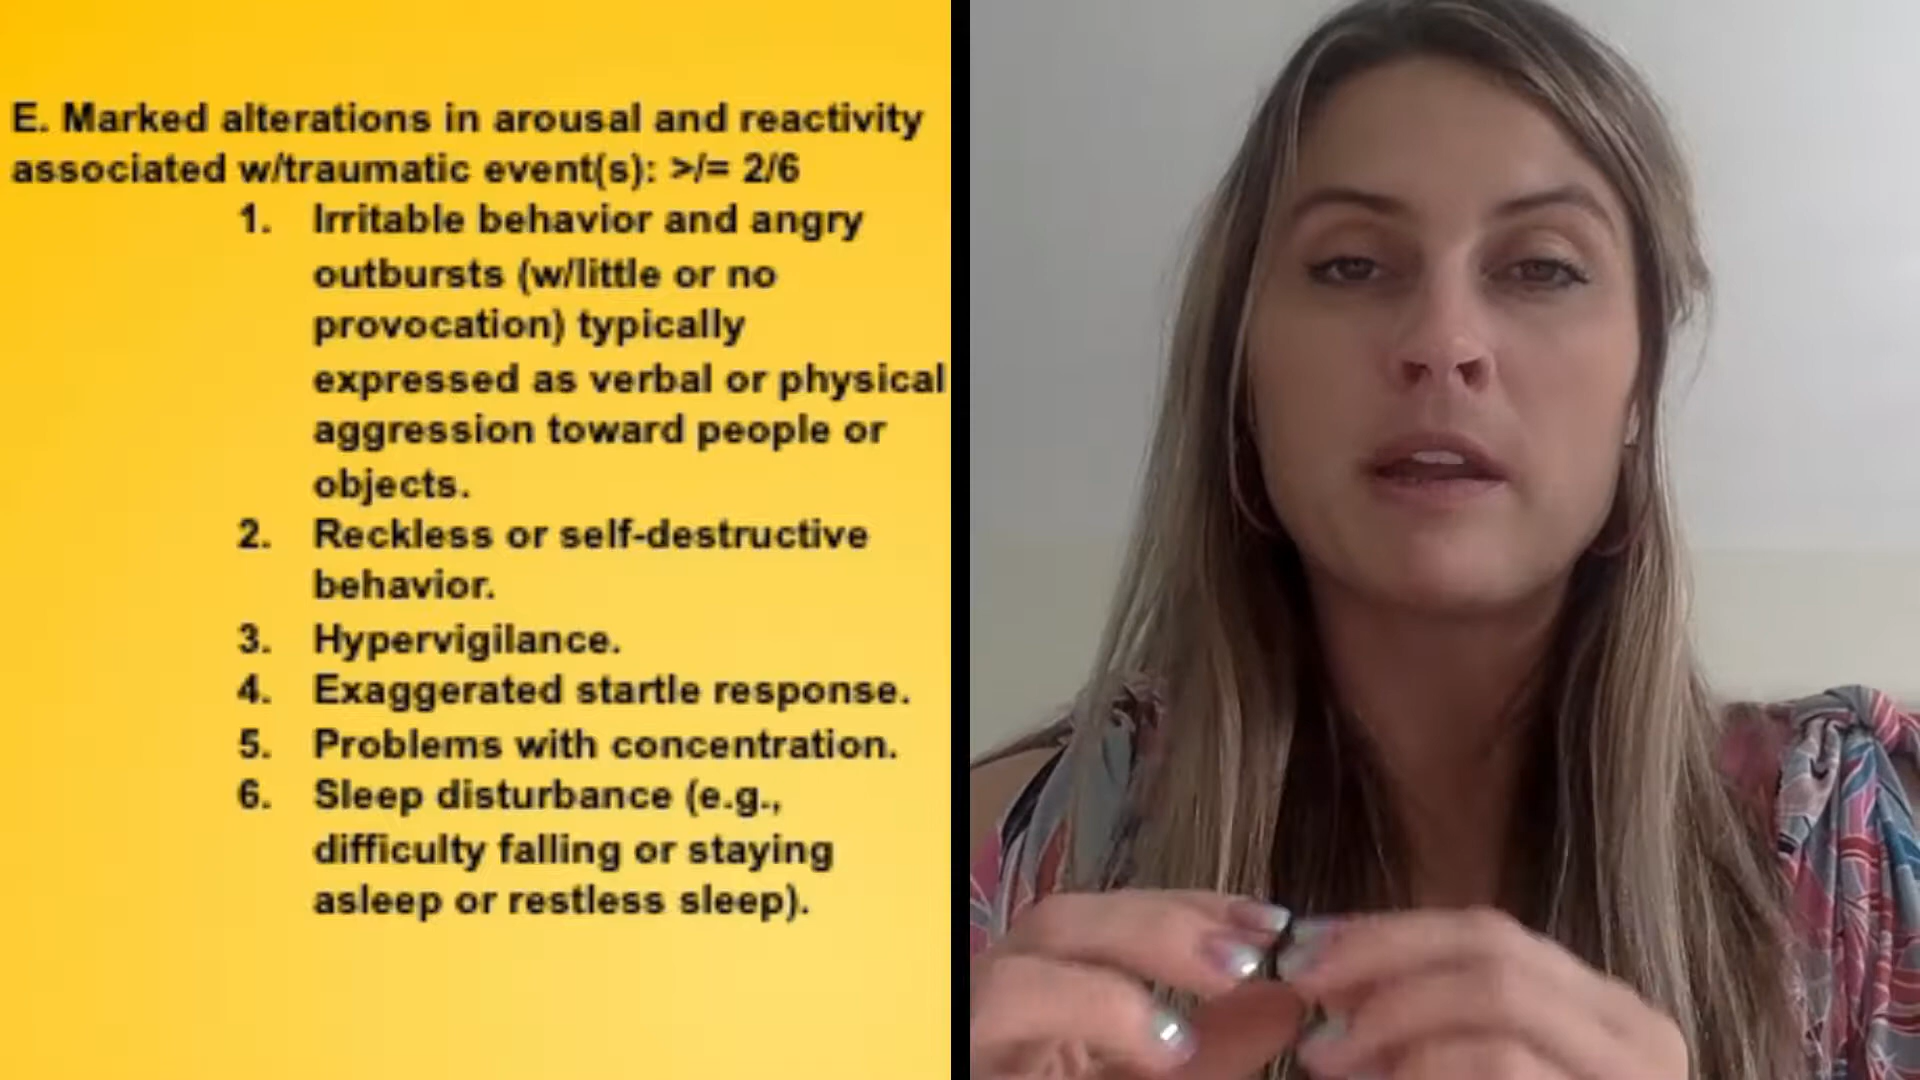 E. Marked alterations in arousal and reactivity
associated w/traumatic event(s): >/= 2/6
1. Irritable behavior and angry
outbursts (w/little or no
provocation) typically
expressed as verbal or physical
aggression toward people or
objects.
2. Reckless or self-destructive
behavior.
3. Hypervigilance.
4. Exaggerated startle response.
5. Problems with concentration.
6. Sleep disturbance (e.g.,
difficulty falling or staying
asleep or restless sleep).